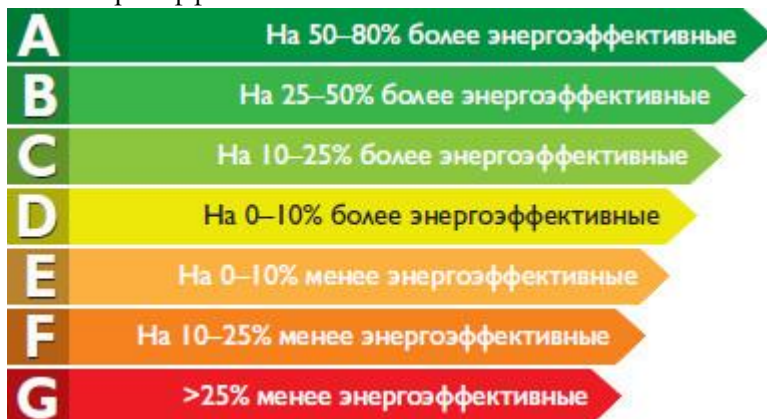 A На 50–80% более энергоэффективные
B На 25–50% более энергоэффективные
C На 10–25% более энергоэффективные
D На 0–10% более энергоэффективные
E На 0–10% менее энергоэффективные
F На 10–25% менее энергоэффективные
G >25% менее энергоэффективные